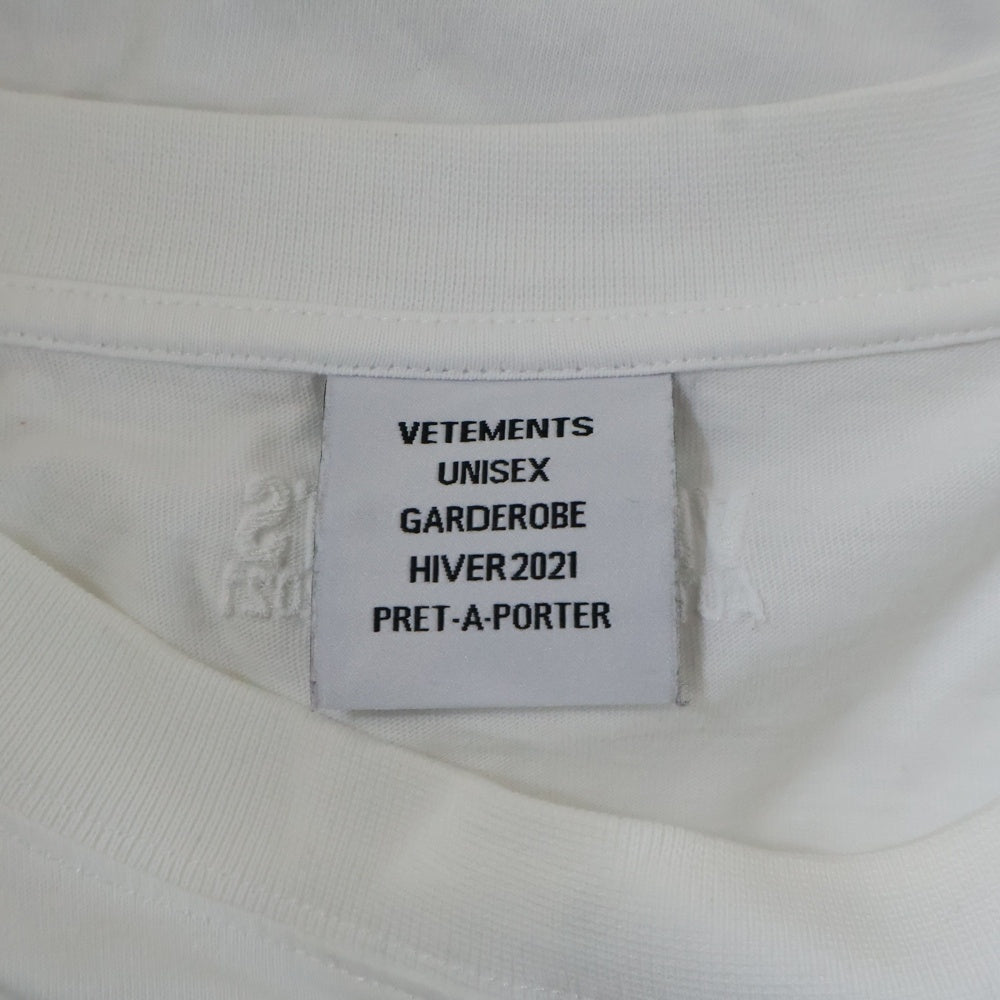 VETEMENTS
UNISEX
GARDEROBE
HIVER 2021
PRET-A-PORTER